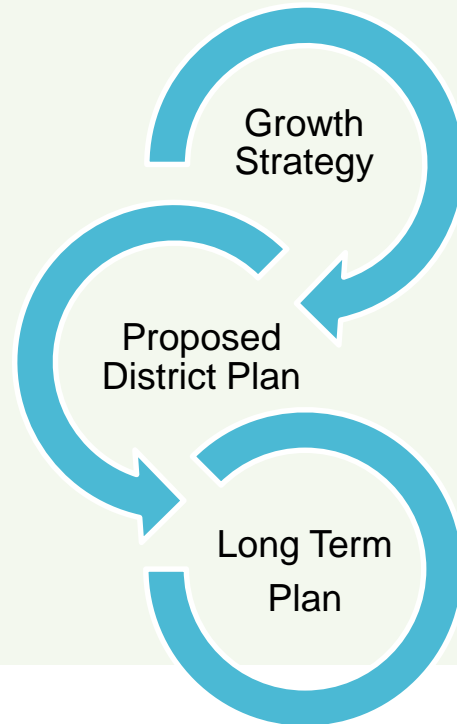 Growth
Strategy
Proposed
District Plan
Long Term
Plan